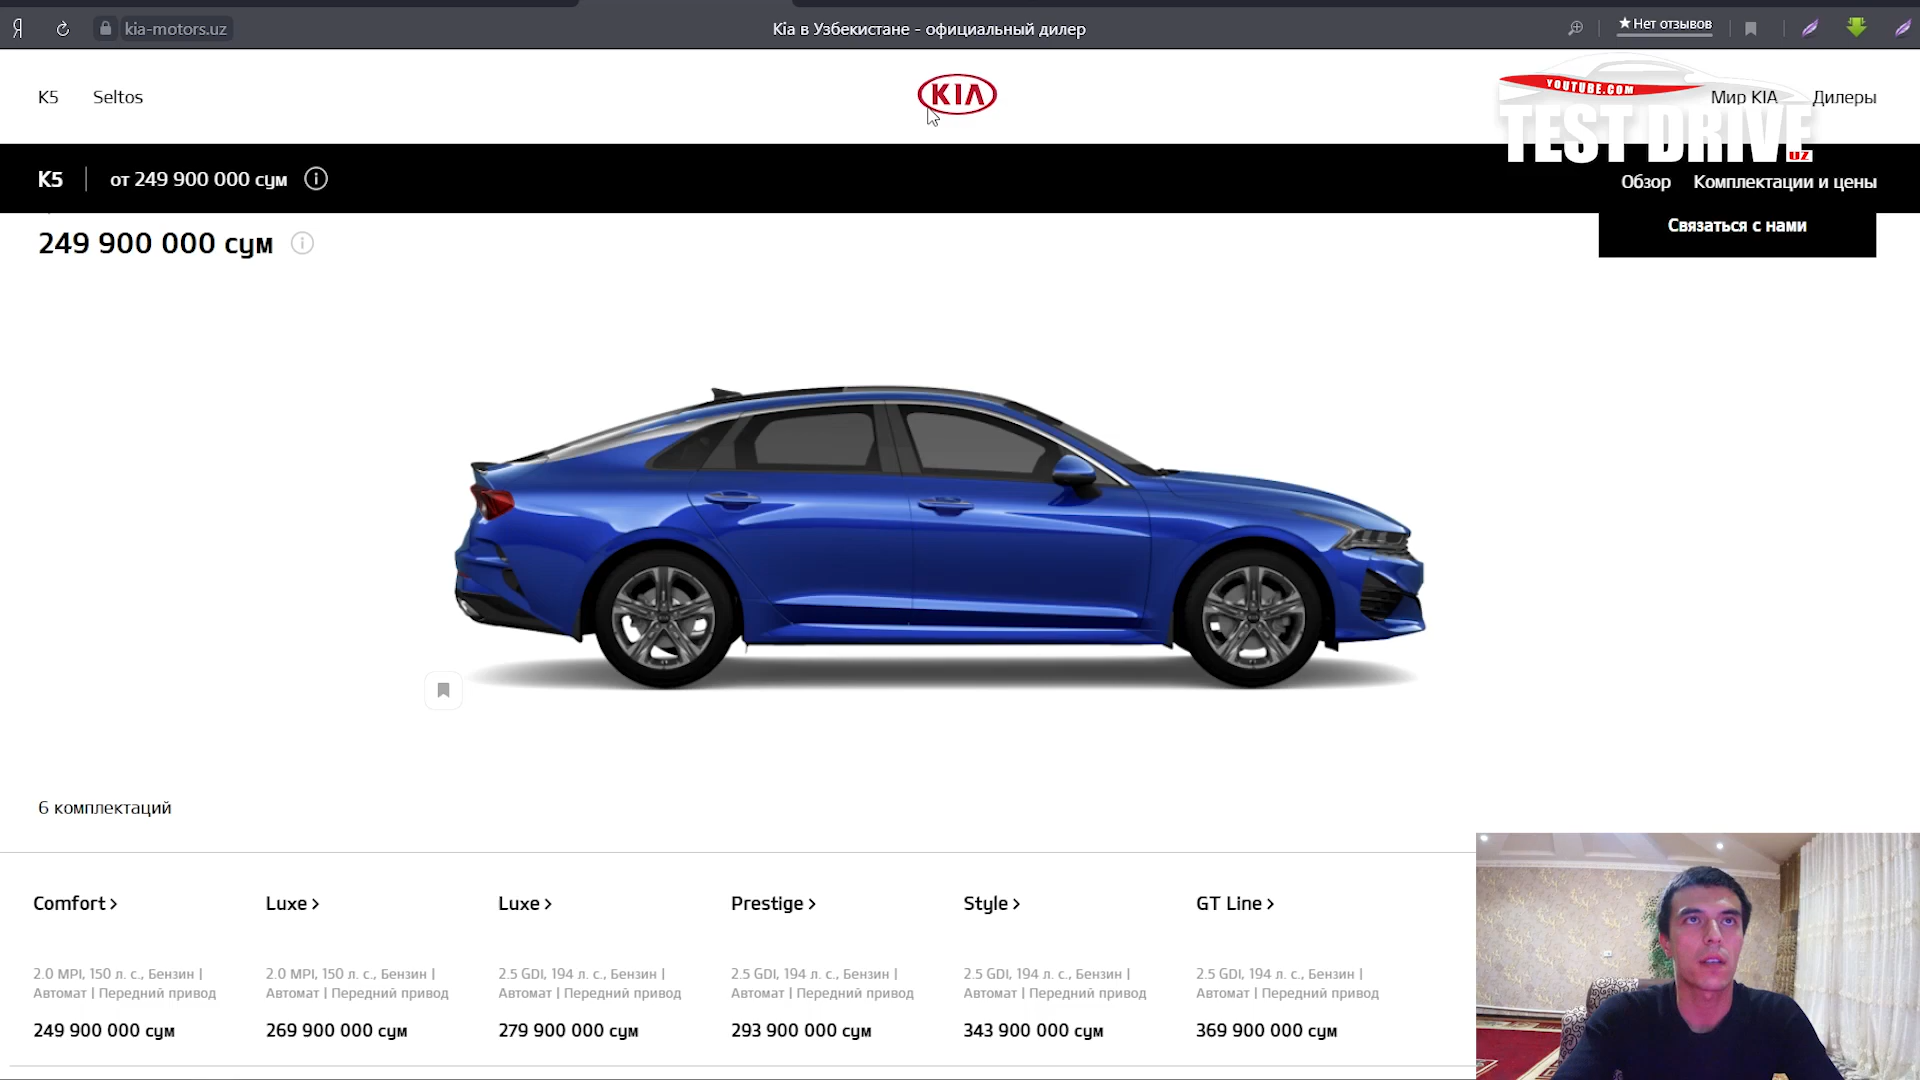 Я
kia-motors.uz
Kia в Узбекистане - официальный дилер
★Нет отзывов
K5
Seltos
KIA
Мир KIA
Дилеры
YOUTUBE.COM
TEST DRIVE
UZ
K5
от 249 900 000 сум
Обзор
Комплектации и цены
249 900 000 сум
Связаться с нами
6 комплектаций
Comfort >
Luxe >
Luxe >
Prestige >
Style >
GT Line >
2.0 MPI, 150 л. с., Бензин |
Автомат | Передний привод
2.0 MPI, 150 л. с., Бензин |
Автомат | Передний привод
2.5 GDI, 194 л. с., Бензин |
Автомат | Передний привод
2.5 GDI, 194 л. с., Бензин |
Автомат | Передний привод
2.5 GDI, 194 л. с., Бензин |
Автомат | Передний привод
2.5 GDI, 194 л. с., Бензин |
Автомат | Передний привод
249 900 000 сум
269 900 000 сум
279 900 000 сум
293 900 000 сум
343 900 000 сум
369 900 000 сум